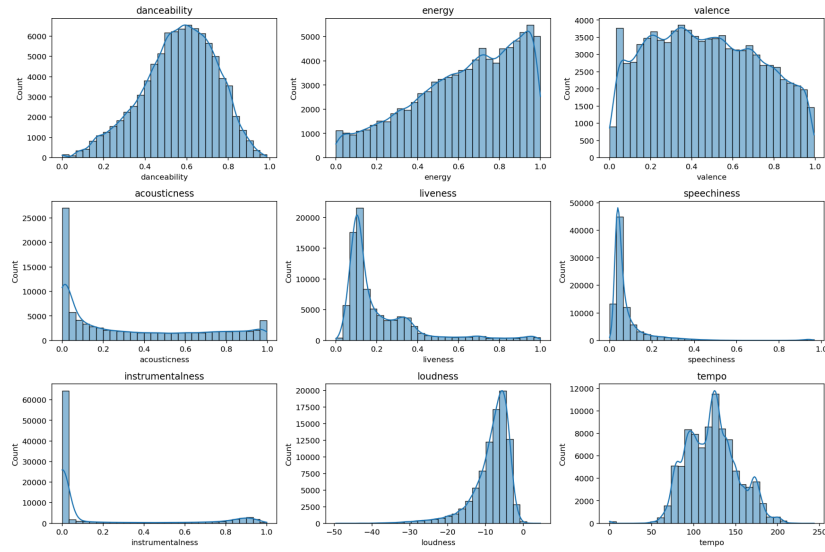 danceability
energy
valence
Count
6000
5000
4000
3000
2000
1000
0
0.0 0.2 0.4 0.6 0.8 1.0
danceability
Count
5000
4000
3000
2000
1000
0
0.0 0.2 0.4 0.6 0.8 1.0
energy
Count
4000
3500
3000
2500
2000
1500
1000
500
0
0.0 0.2 0.4 0.6 0.8 1.0
valence
acousticness
liveness
speechiness
Count
25000
20000
15000
10000
5000
0
0.0 0.2 0.4 0.6 0.8 1.0
acousticness
Count
20000
15000
10000
5000
0
0.0 0.2 0.4 0.6 0.8 1.0
liveness
Count
50000
40000
30000
20000
10000
0
0.0 0.2 0.4 0.6 0.8 1.0
speechiness
instrumentalness
loudness
tempo
Count
60000
50000
40000
30000
20000
10000
0
0.0 0.2 0.4 0.6 0.8 1.0
instrumentalness
Count
20000
17500
15000
12500
10000
7500
5000
2500
0
−50 −40 −30 −20 −10 0
loudness
Count
12000
10000
8000
6000
4000
2000
0
0 50 100 150 200 250
tempo